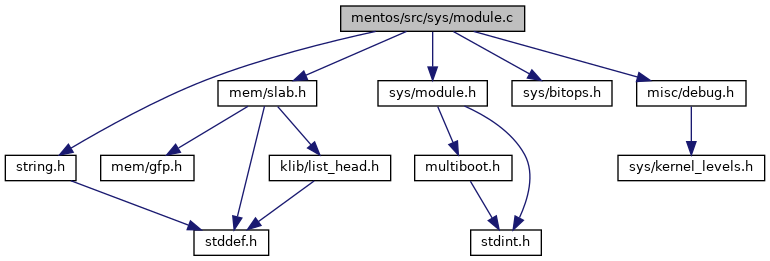 mentos/src/sys/module.c
mem/slab.h
sys/module.h
sys/bitops.h
misc/debug.h
string.h
mem/gfp.h
klib/list_head.h
multiboot.h
sys/kernel_levels.h
stddef.h
stdint.h